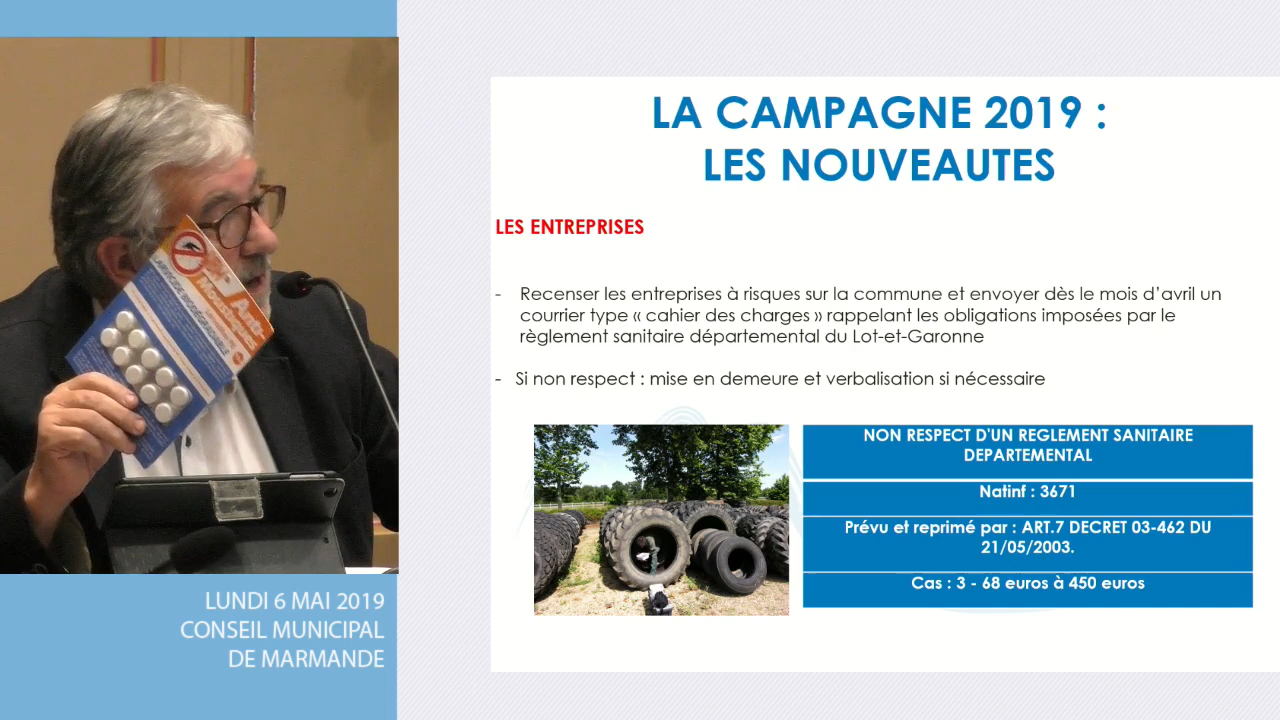 LA CAMPAGNE 2019 :
LES NOUVEAUTES
LES ENTREPRISES
- Recenser les entreprises à risques sur la commune et envoyer dès le mois d'avril un
courrier type « cahier des charges » rappelant les obligations imposées par le
règlement sanitaire départemental du Lot-et-Garonne
- Si non respect : mise en demeure et verbalisation si nécessaire
NON RESPECT D'UN REGLEMENT SANITAIRE
DEPARTEMENTAL
Natinf : 3671
Prévu et reprimé par : ART.7 DECRET 03-462 DU
21/05/2003.
Cas : 3 - 68 euros à 450 euros
LUNDI 6 MAI 2019
CONSEIL MUNICIPAL
DE MARMANDE